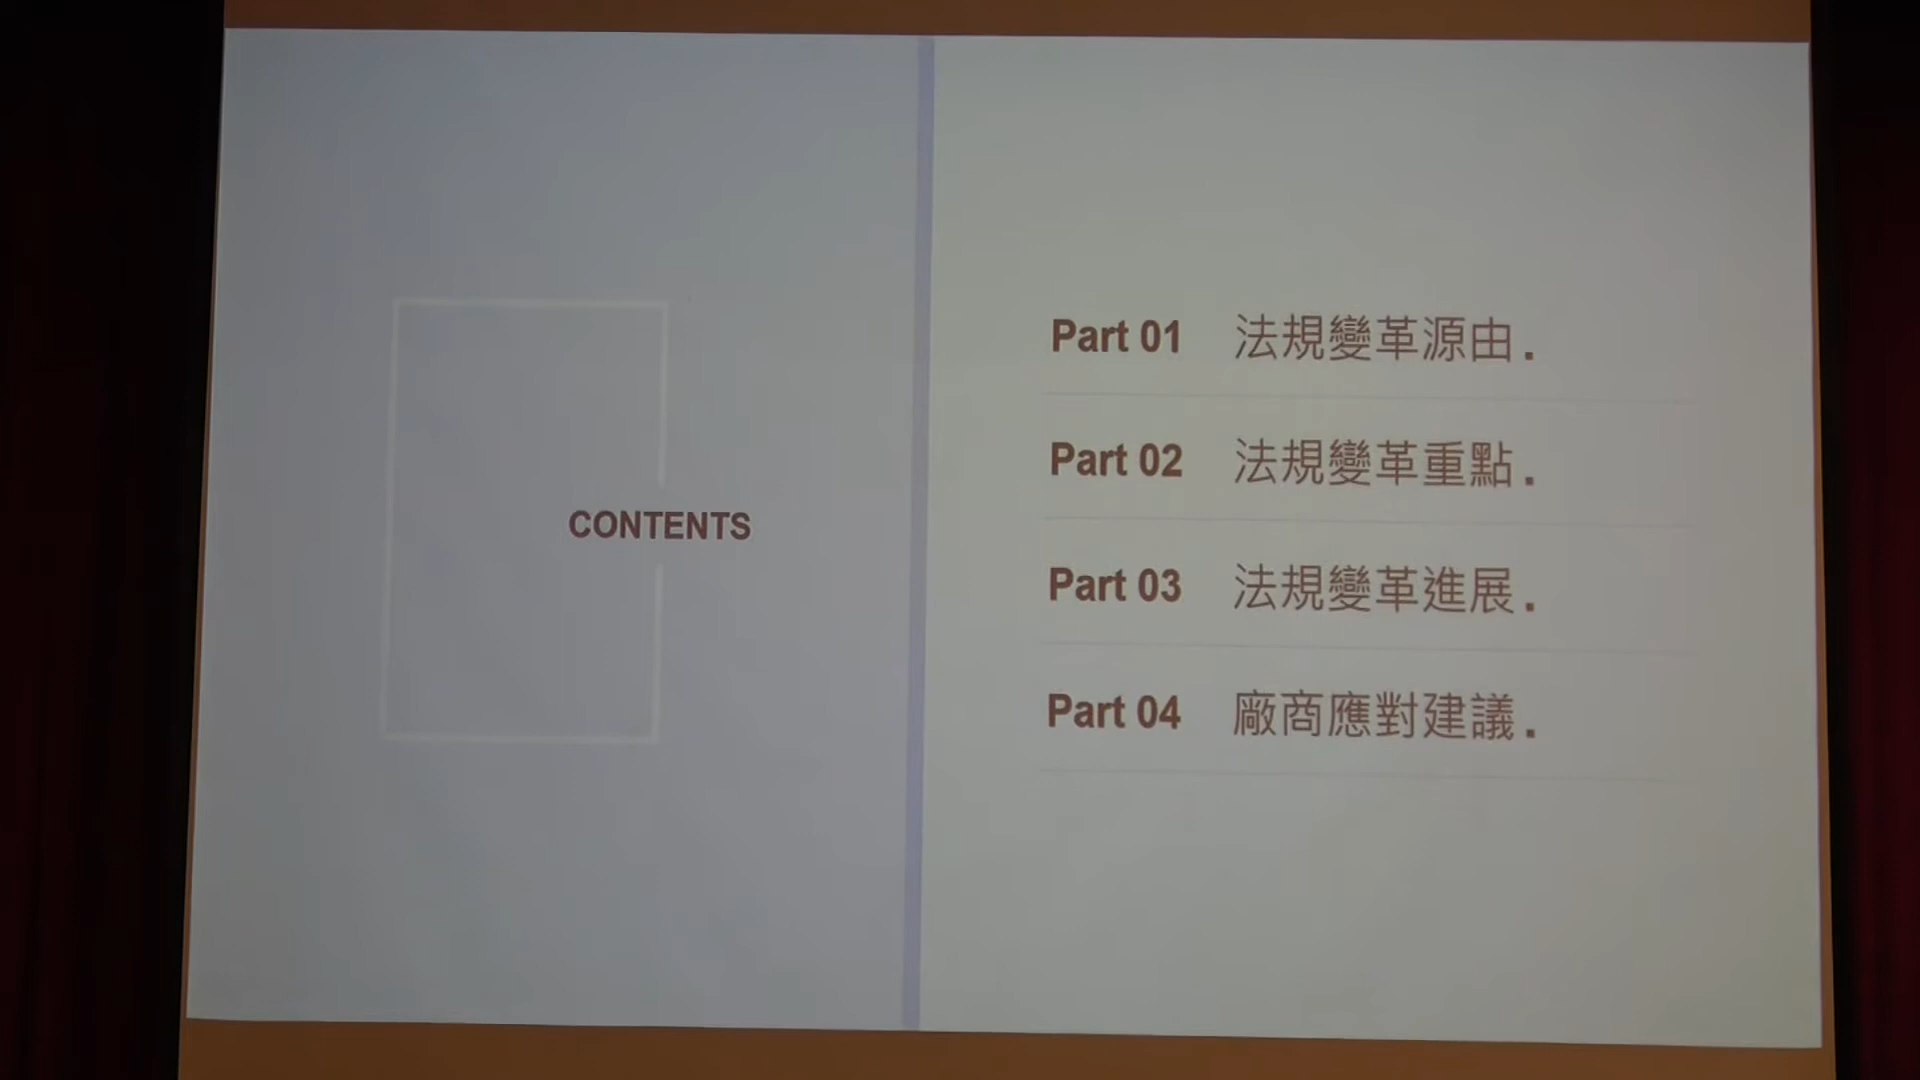 CONTENTS
Part 01 法規變革源由.
Part 02 法規變革重點.
Part 03 法規變革進展.
Part 04 廠商應對建議.